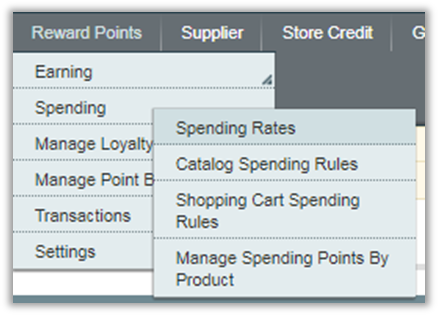 Reward Points Supplier Store Credit G
Earning
Spending
Manage Loyalty
Manage Point B
Transactions
Settings
Spending Rates
Catalog Spending Rules
Shopping Cart Spending
Rules
Manage Spending Points By
Product